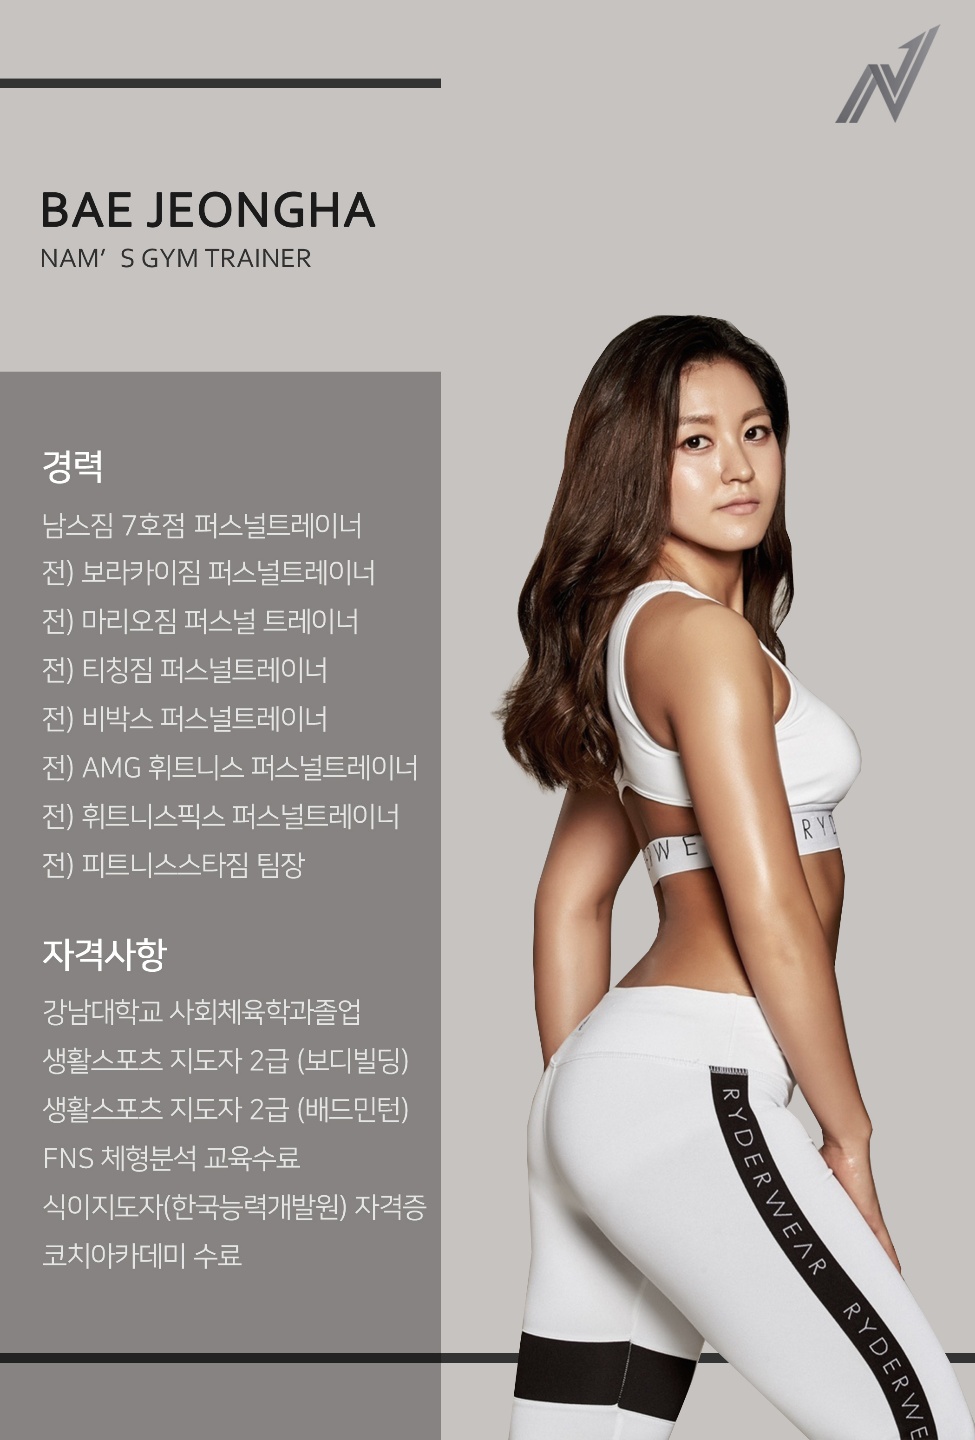 BAE JEONGHA
NAM’ S GYM TRAINER
경력
남스짐 7호점 퍼스널트레이너
전) 보라카이짐 퍼스널트레이너
전) 마리오짐 퍼스널 트레이너
전) 티칭짐 퍼스널트레이너
전) 비박스 퍼스널트레이너
전) AMG 휘트니스 퍼스널트레이너
전) 휘트니스픽스 퍼스널트레이너
전) 피트니스스타짐 팀장
자격사항
강남대학교 사회체육학과졸업
생활스포츠 지도자 2급 (보디빌딩)
생활스포츠 지도자 2급 (배드민턴)
FNS 체형분석 교육수료
식이지도자(한국능력개발원) 자격증
코치아카데미 수료
RYDERWEAR RYDERWE